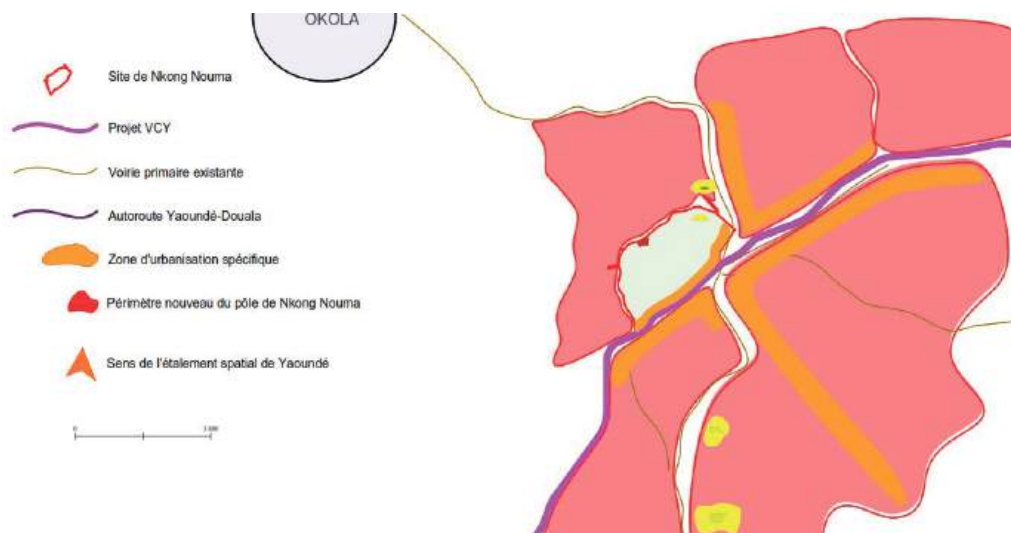 OKOLA
Site de Nkong Nouma
Projet VCY
Voirie primaire existante
Autoroute Yaoundé-Douala
Zone d'urbanisation spécifique
Périmètre nouveau du pôle de Nkong Nouma
Sens de l'étalement spatial de Yaoundé
0